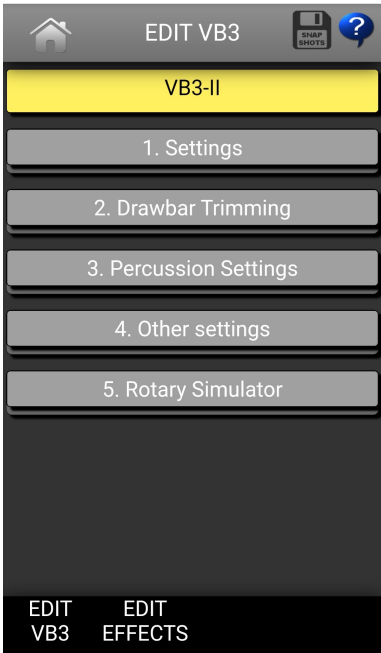 EDIT VB3
SNAP
SHOTS
?
VB3-II
1. Settings
2. Drawbar Trimming
3. Percussion Settings
4. Other settings
5. Rotary Simulator
EDIT VB3
EDIT EFFECTS